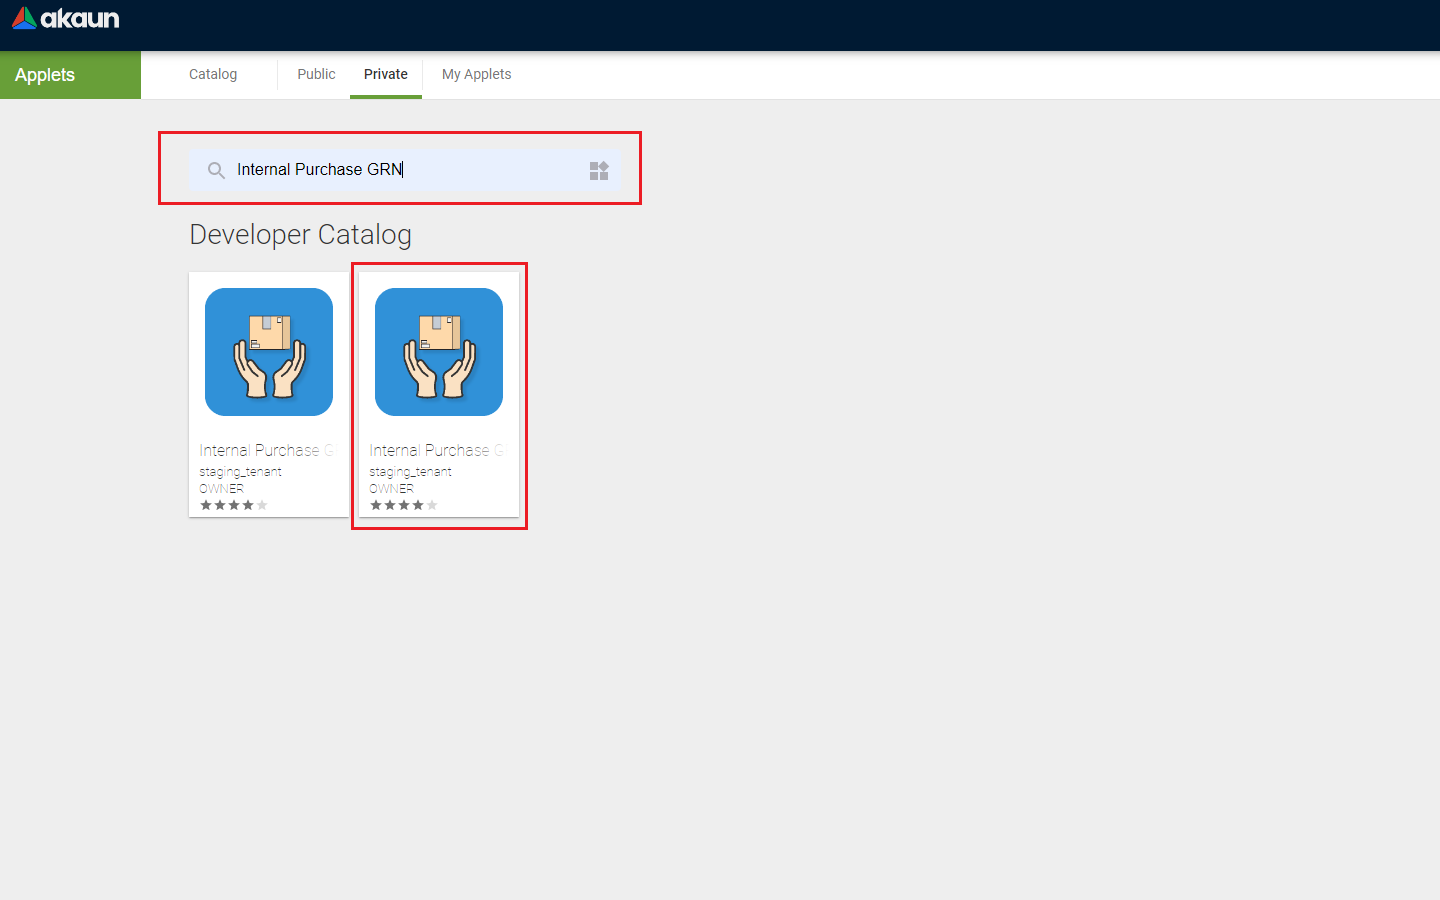 akaun
Applets
Catalog
Public
Private
My Applets
Internal Purchase GRN
Developer Catalog
Internal Purchase G
staging_tenant
OWNER
Internal Purchase G
staging_tenant
OWNER